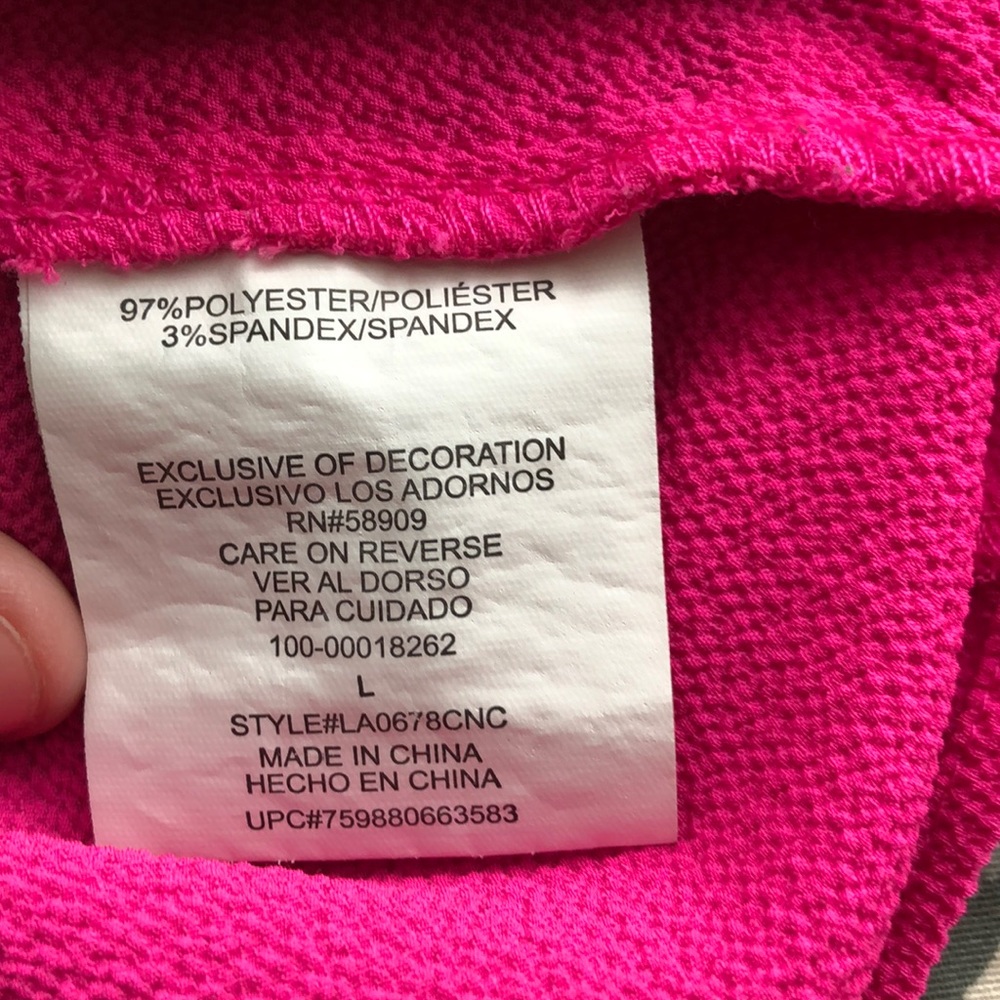 97%POLYESTER/POLIÉSTER
3%SPANDEX/SPANDEX
EXCLUSIVE OF DECORATION
EXCLUSIVO LOS ADORNOS
RN#58909
CARE ON REVERSE
VER AL DORSO
PARA CUIDADO
100-00018262
L
STYLE#LA0678CNC
MADE IN CHINA
HECHO EN CHINA
UPC#759880663583